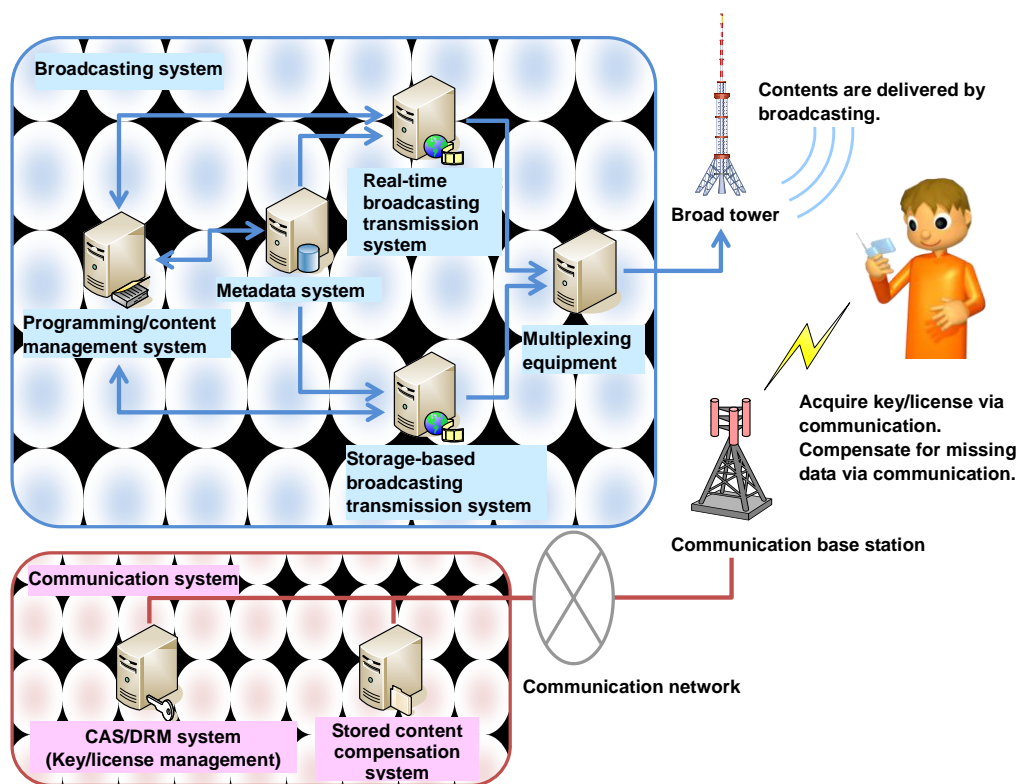 Broadcasting system
Contents are delivered by
broadcasting.
Real-time
broadcasting
transmission
system
Broad tower
Metadata system
Programming/content
management system
Multiplexing
equipment
Acquire key/license via
communication.
Compensate for missing
data via communication.
Storage-based
broadcasting
transmission system
Communication base station
Communication system
Communication network
CAS/DRM system
(Key/license management)
Stored content
compensation
system